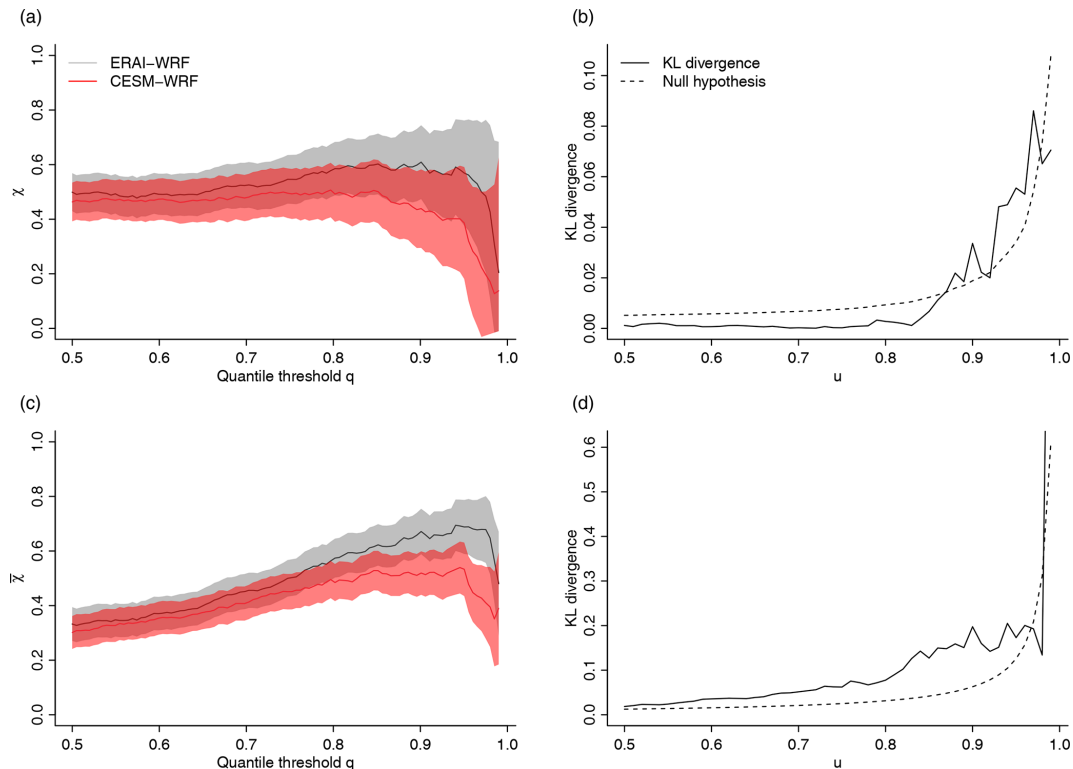 (a)
ERAI−WRF
CESM−WRF
χ
1.0
0.8
0.6
0.4
0.2
0.0
0.5 0.6 0.7 0.8 0.9 1.0
Quantile threshold q
(b)
KL divergence
Null hypothesis
KL divergence
0.10
0.08
0.06
0.04
0.02
0.00
0.5 0.6 0.7 0.8 0.9 1.0
u
(c)
χ̅
1.0
0.8
0.6
0.4
0.2
0.0
0.5 0.6 0.7 0.8 0.9 1.0
Quantile threshold q
(d)
KL divergence
0.6
0.5
0.4
0.3
0.2
0.1
0.0
0.5 0.6 0.7 0.8 0.9 1.0
u